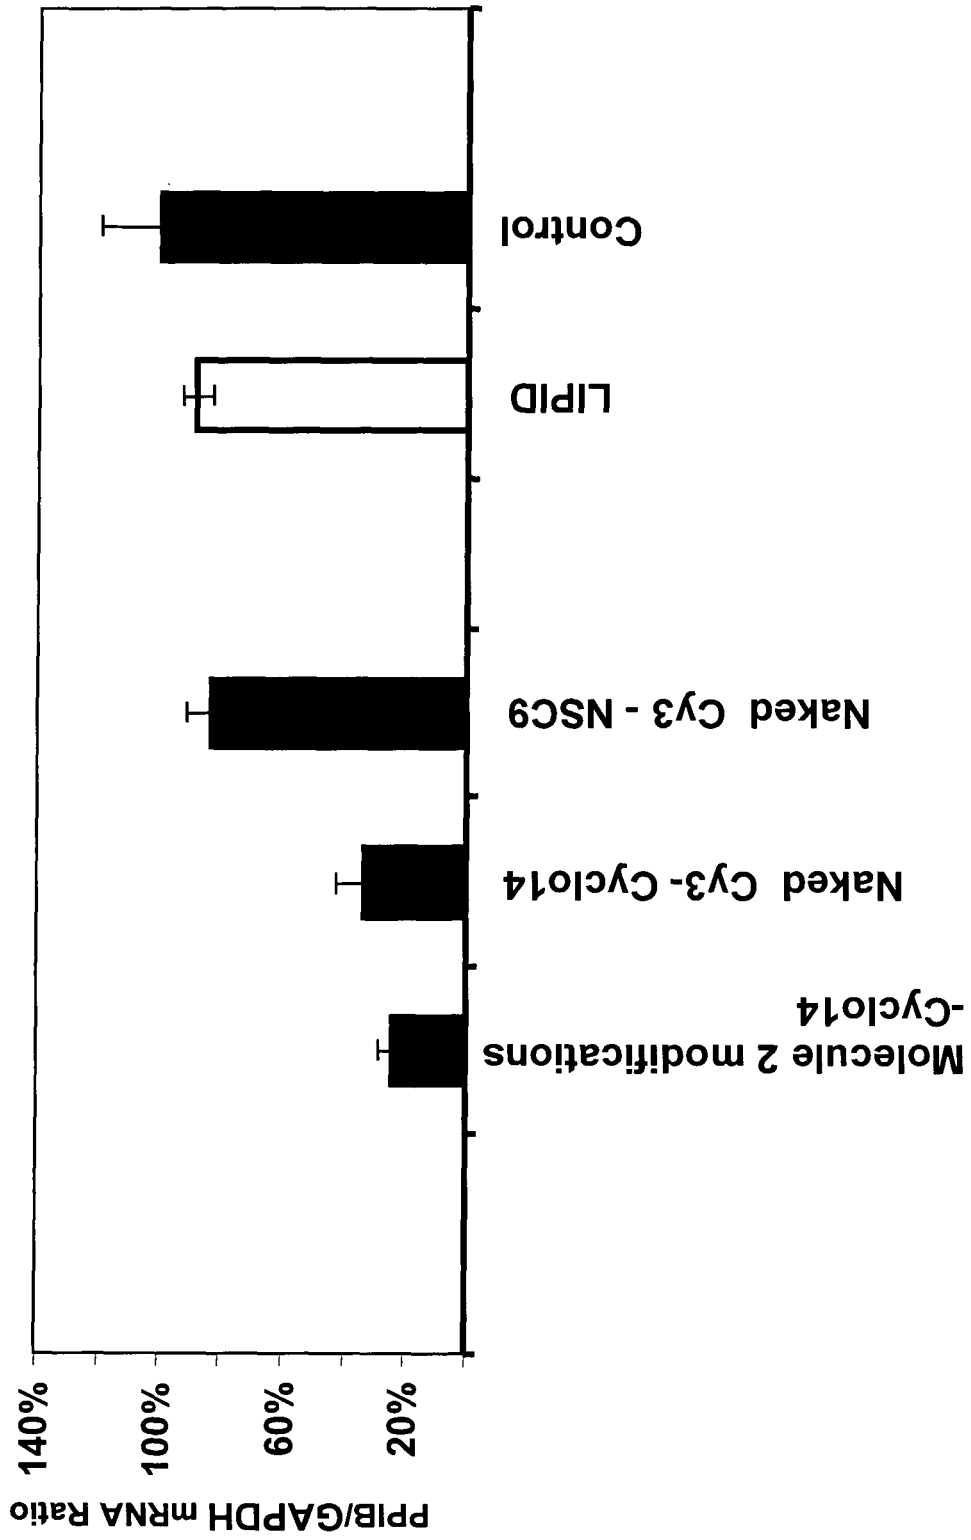 PPIB/GAPDH mRNA Ratio
140%
100%
60%
20%
Molecule 2 modifications
-Cyclo14
Naked Cy3-Cyclo14
Naked Cy3 - NSC9
LIPID
Control